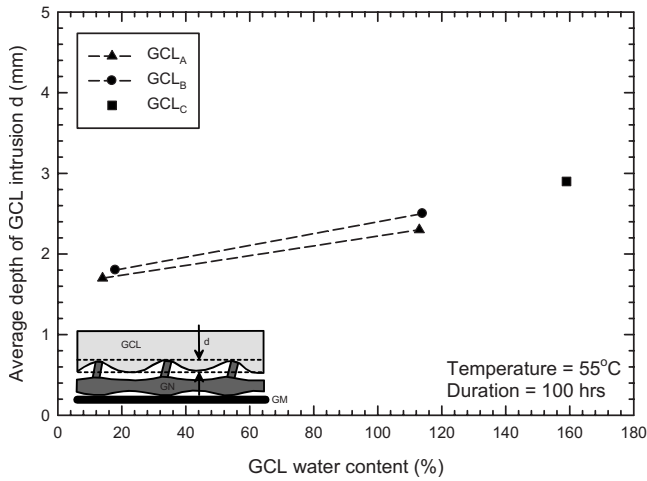 Average depth of GCL intrusion d (mm)
5
4
3
2
1
0
GCL_A
GCL_B
GCL_C
GCL
d
GN
GM
Temperature = 55°C
Duration = 100 hrs
0 20 40 60 80 100 120 140 160 180
GCL water content (%)